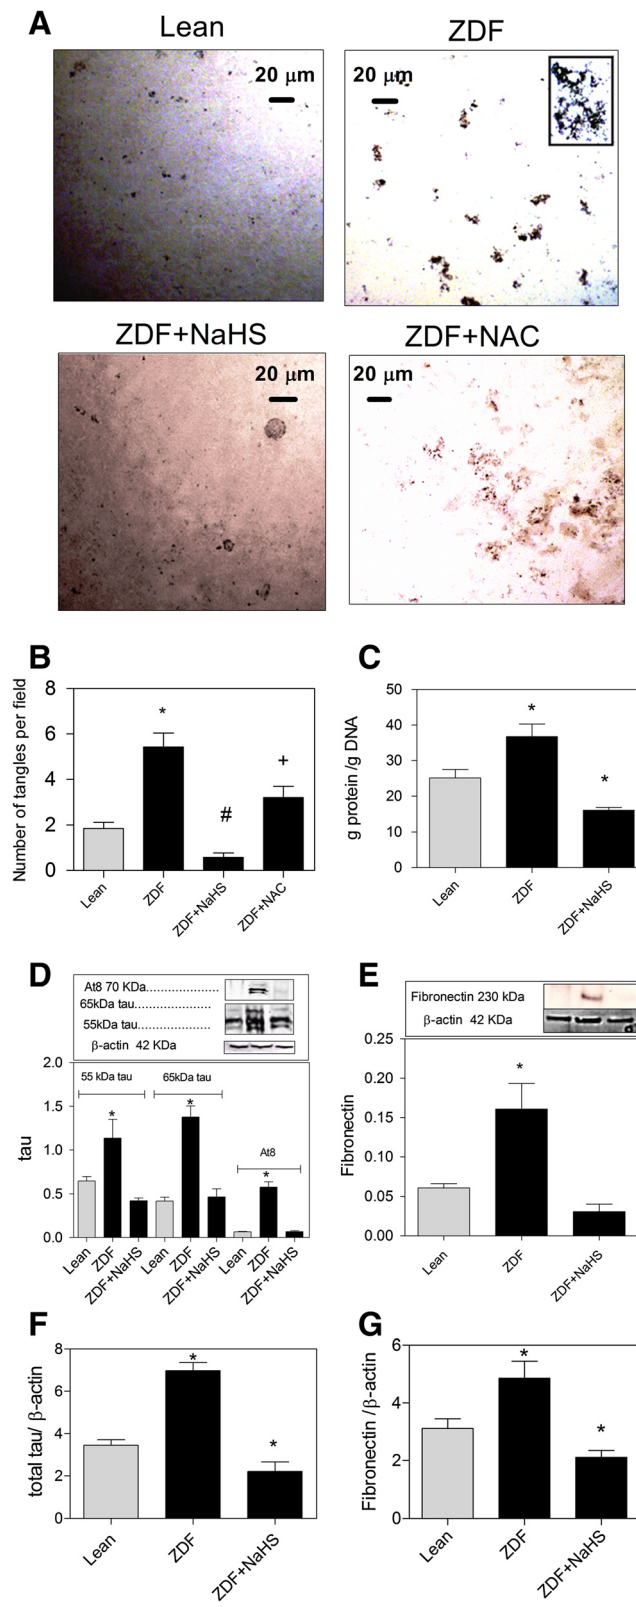 A
Lean
ZDF
20 μm
20 μm
ZDF+NaHS
ZDF+NAC
20 μm
20 μm
B
Number of tangles per field
8
6
4
2
0
*
#
+
Lean
ZDF
ZDF+NaHS
ZDF+NAC
C
g protein /g DNA
50
40
30
20
10
0
*
*
Lean
ZDF
ZDF+NaHS
D
At8 70 KDa......................
65kDa tau.......................
55kDa tau......................
β-actin 42 KDa
tau
2.0
1.5
1.0
0.5
0.0
55 kDa tau
65kDa tau
At8
*
*
*
Lean
ZDF
ZDF+NaHS
Lean
ZDF
ZDF+NaHS
Lean
ZDF
ZDF+NaHS
E
Fibronectin 230 kDa
β-actin 42 KDa
Fibronectin
0.25
0.20
0.15
0.10
0.05
0.00
*
Lean
ZDF
ZDF+NaHS
F
total tau/ β-actin
8
6
4
2
0
*
*
Lean
ZDF
ZDF+NaHS
G
Fibronectin /β-actin
6
4
2
0
*
*
Lean
ZDF
ZDF+NaHS